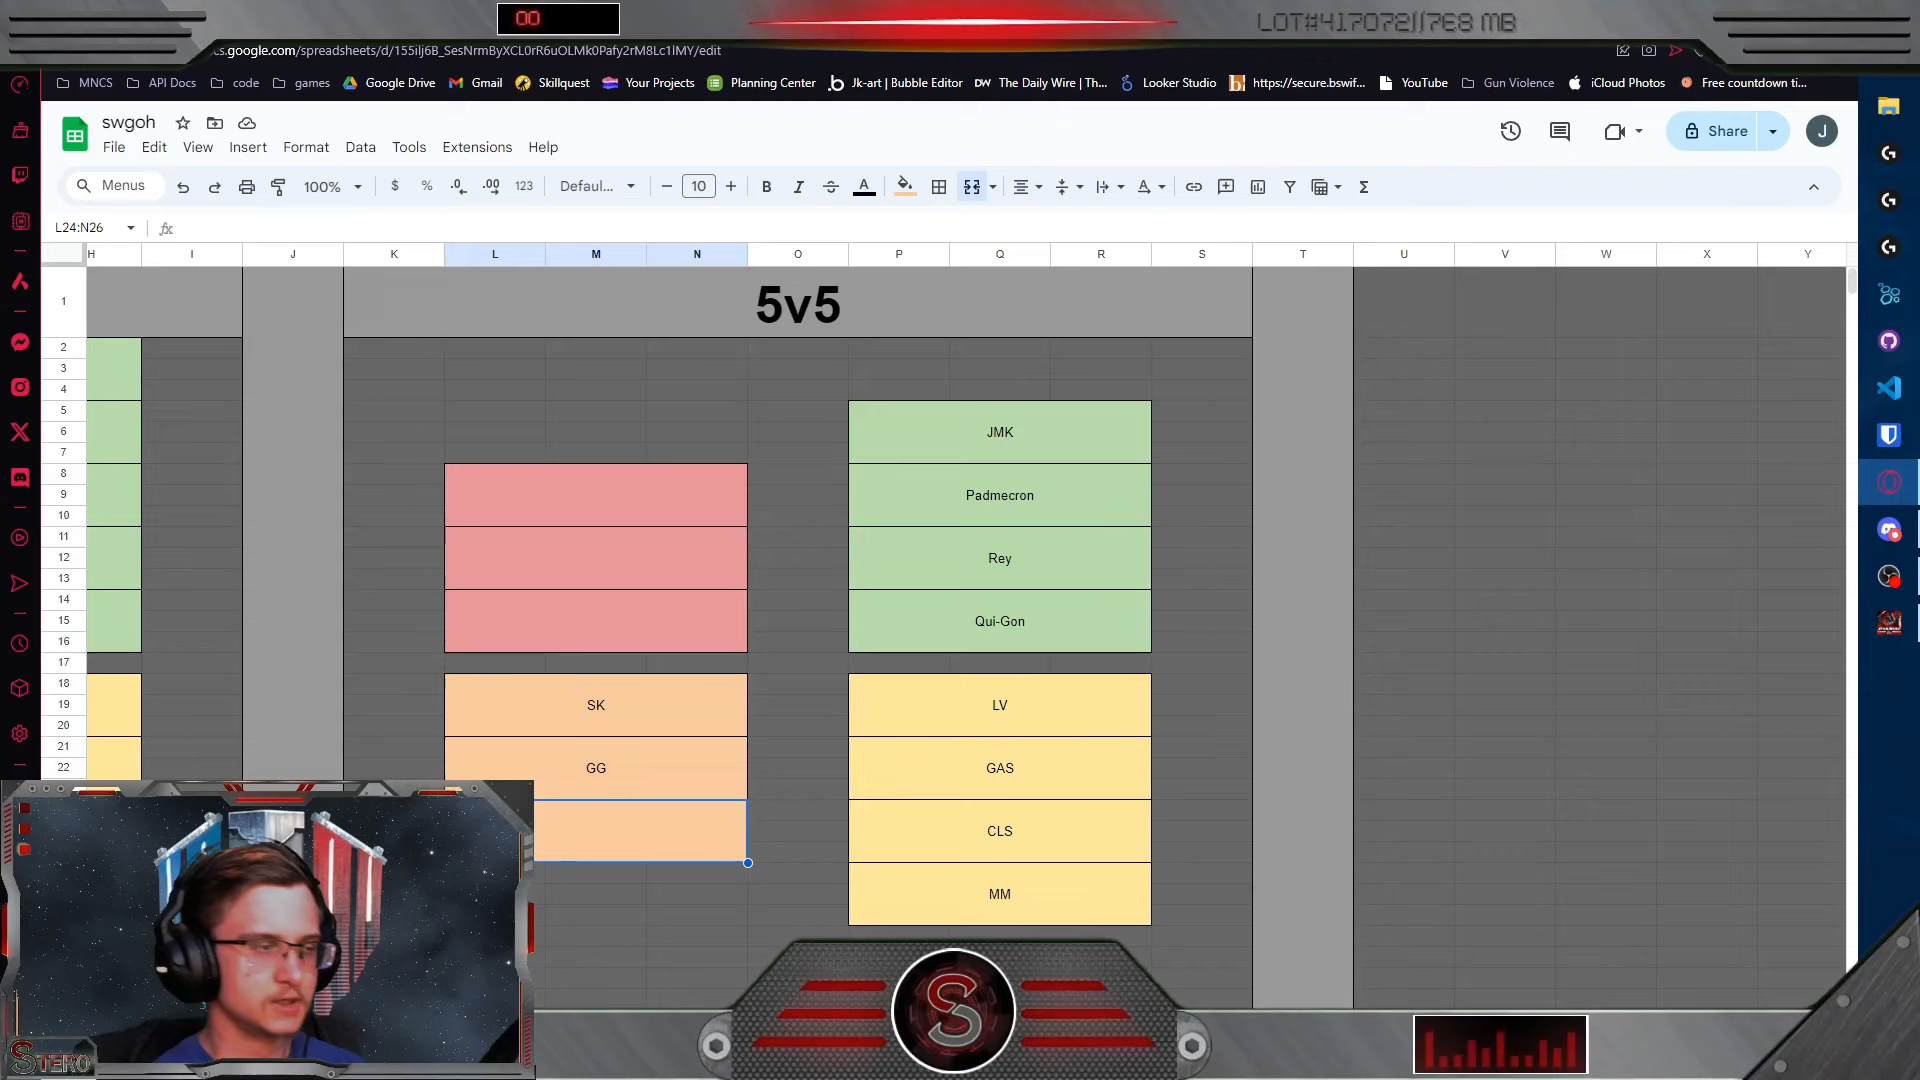 00
LOT#417072||768 MB
cs.google.com/spreadsheets/d/155iIj6B_SesNrmByXCL0rR6uOLMk0Pafy2rM8Lc1lMY/edit
MNCS API Docs code games Google Drive Gmail Skillquest Your Projects Planning Center Jk-art | Bubble Editor DW The Daily Wire | Th... Looker Studio https://secure.bswif... YouTube Gun Violence iCloud Photos Free countdown ti...
swgoh
File Edit View Insert Format Data Tools Extensions Help
Share
J
Menus 100% $ % .0 .00 123 Defaul... 10 B I A
L24:N26
H I J K L M N O P Q R S T U V W X Y
1 5v5
2
3
4
5
6 JMK
7
8
9 Padmecron
10
11
12 Rey
13
14
15 Qui-Gon
16
17
18
19 SK LV
20
21
22 GG GAS
CLS
MM
STERO
S